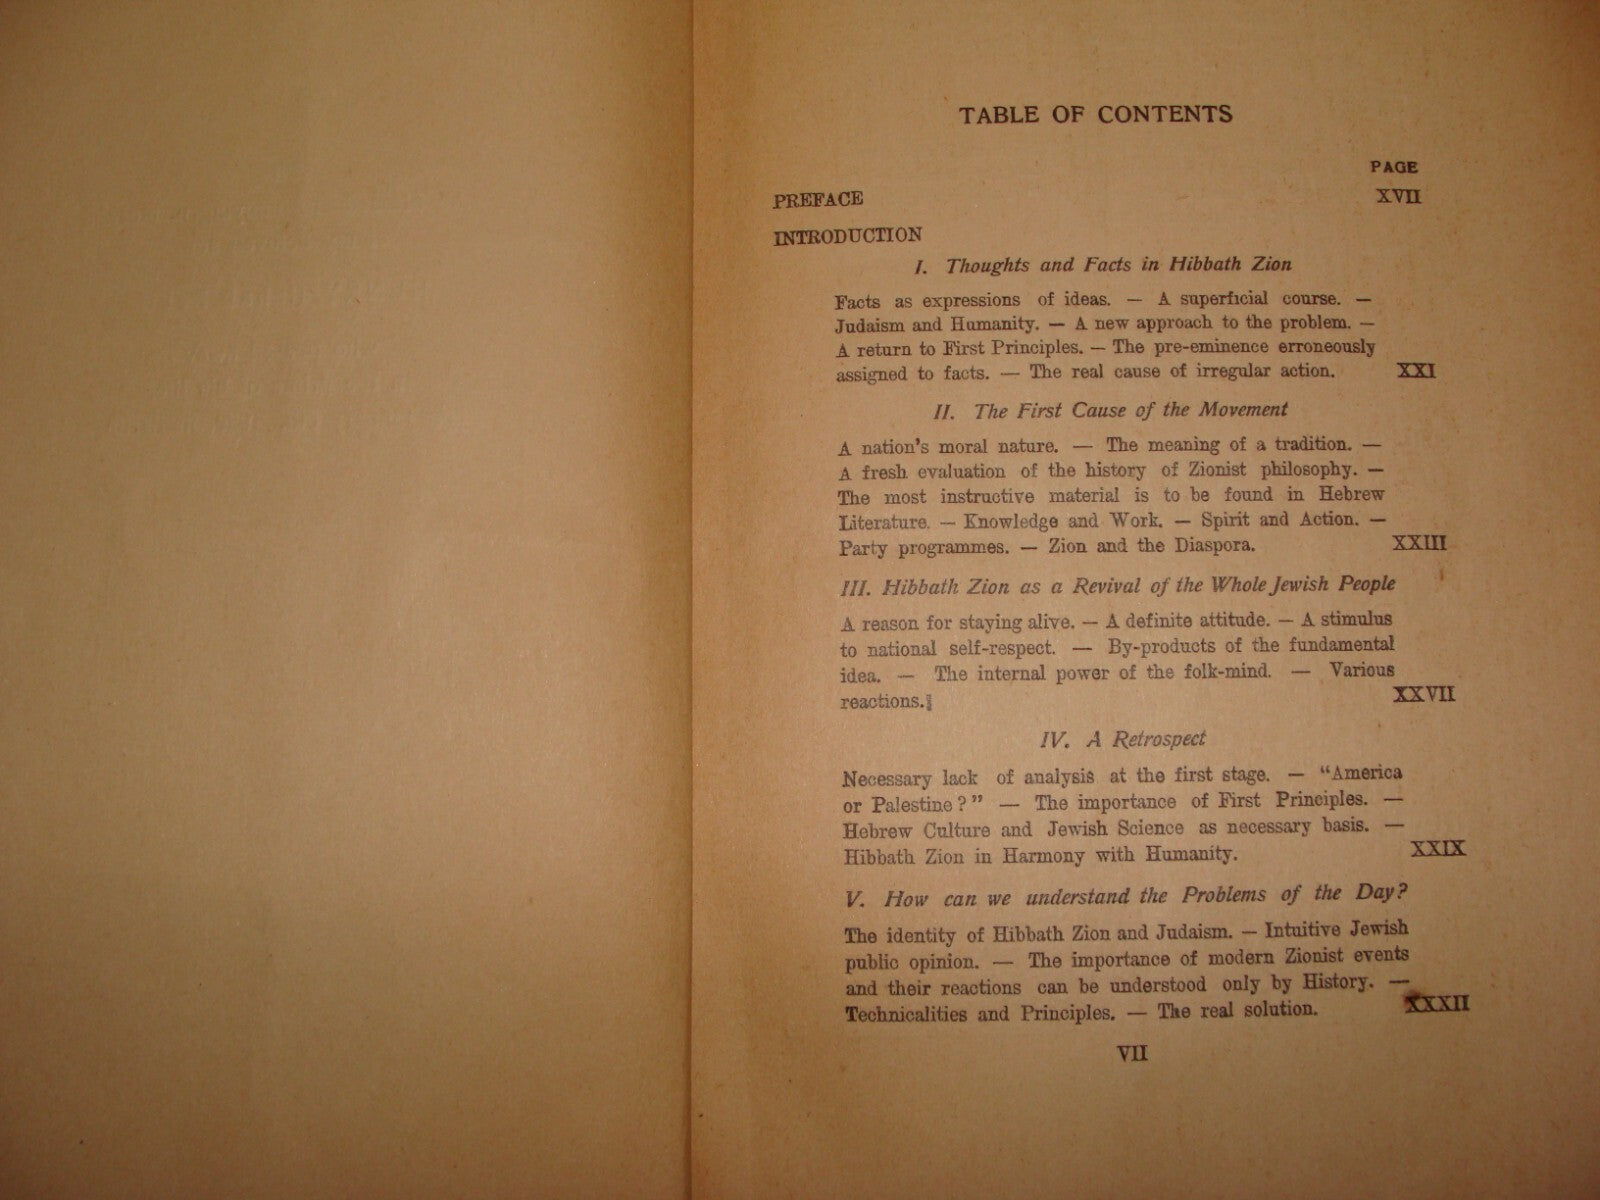 TABLE OF CONTENTS
PAGE
PREFACE XVII
INTRODUCTION
I. Thoughts and Facts in Hibbath Zion
Facts as expressions of ideas. — A superficial course. —
Judaism and Humanity. — A new approach to the problem. —
A return to First Principles. — The pre-eminence erroneously
assigned to facts. — The real cause of irregular action. XXI
II. The First Cause of the Movement
A nation's moral nature. — The meaning of a tradition. —
A fresh evaluation of the history of Zionist philosophy. —
The most instructive material is to be found in Hebrew
Literature. — Knowledge and Work. — Spirit and Action. —
Party programmes. — Zion and the Diaspora. XXIII
III. Hibbath Zion as a Revival of the Whole Jewish People
A reason for staying alive. — A definite attitude. — A stimulus
to national self-respect. — By-products of the fundamental
idea. — The internal power of the folk-mind. — Various
reactions. XXVII
IV. A Retrospect
Necessary lack of analysis at the first stage. — "America
or Palestine?" — The importance of First Principles. —
Hebrew Culture and Jewish Science as necessary basis. —
Hibbath Zion in Harmony with Humanity. XXIX
V. How can we understand the Problems of the Day?
The identity of Hibbath Zion and Judaism. — Intuitive Jewish
public opinion. — The importance of modern Zionist events
and their reactions can be understood only by History. —
Technicalities and Principles. — The real solution. XXXII
VII